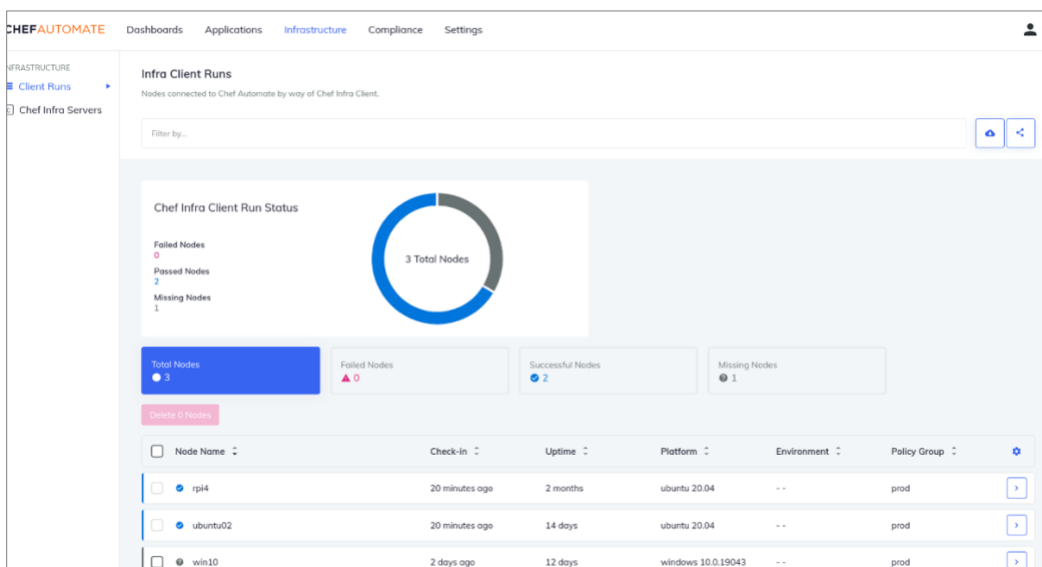 CHEFAUTOMATE Dashboards Applications Infrastructure Compliance Settings
NFRASTRUCTURE
Client Runs
Chef Infra Servers
Infra Client Runs
Nodes connected to Chef Automate by way of Chef Infra Client.
Filter by...
Chef Infra Client Run Status
Failed Nodes
0
Passed Nodes
2
Missing Nodes
1
3 Total Nodes
Total Nodes Failed Nodes Successful Nodes Missing Nodes
3 0 2 1
Delete 0 Nodes
Node Name Check-in Uptime Platform Environment Policy Group
rpi4 20 minutes ago 2 months ubuntu 20.04 - - prod
ubuntu02 20 minutes ago 14 days ubuntu 20.04 - - prod
win10 2 days ago 12 days windows 10.0.19043 - - prod